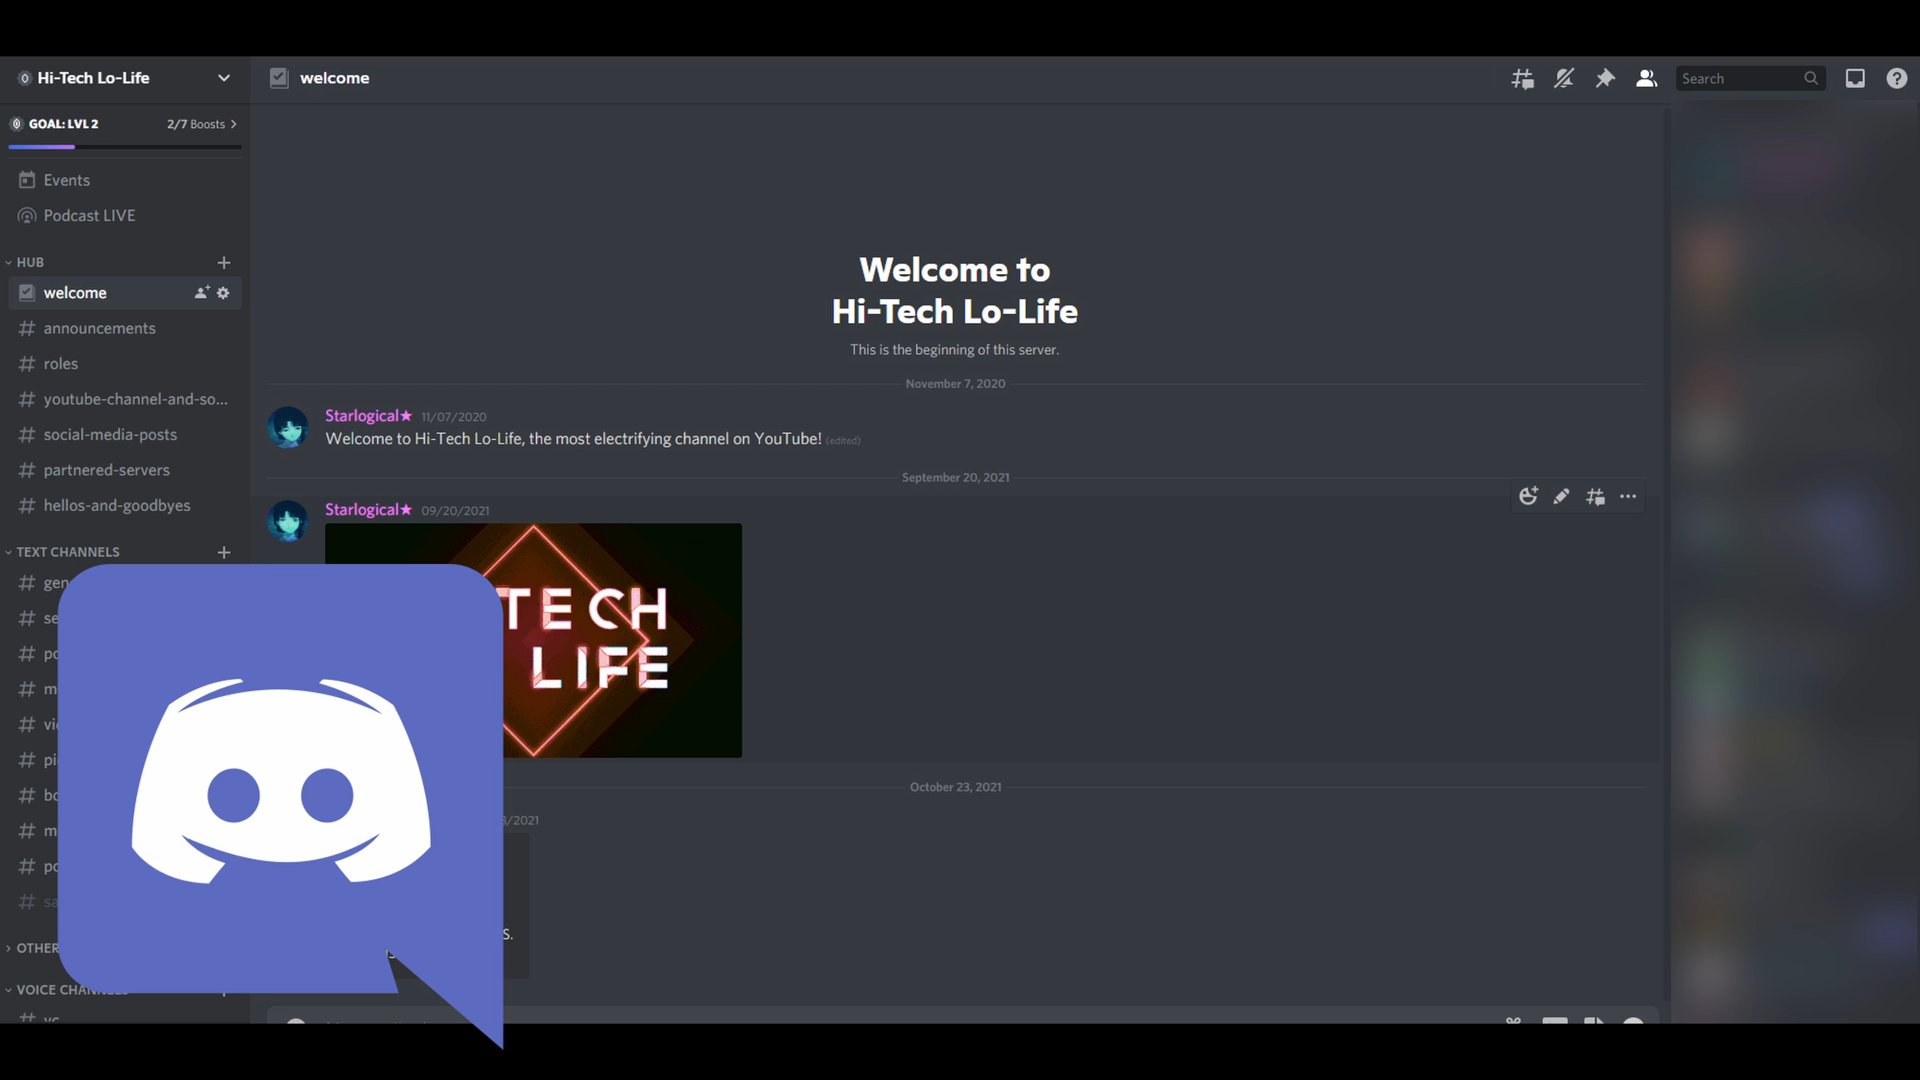 Hi-Tech Lo-Life
welcome
Search
GOAL: LVL 2
2/7 Boosts
Events
Podcast LIVE
HUB
welcome
announcements
roles
youtube-channel-and-so...
social-media-posts
partnered-servers
hellos-and-goodbyes
TEXT CHANNELS
Welcome to
Hi-Tech Lo-Life
This is the beginning of this server.
November 7, 2020
Starlogical★ 11/07/2020
Welcome to Hi-Tech Lo-Life, the most electrifying channel on YouTube! (edited)
September 20, 2021
Starlogical★ 09/20/2021
TECH
LIFE
October 23, 2021
OTHER
VOICE